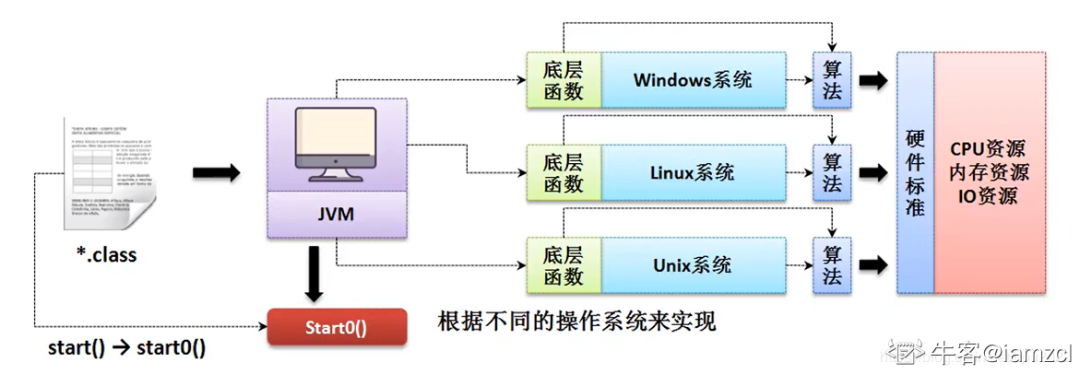 *.class
start() → start0()
JVM
Start0()
底层
函数
Windows系统
算
法
底层
函数
Linux系统
算
法
底层
函数
Unix系统
算
法
硬
件
标
准
CPU资源
内存资源
IO资源
根据不同的操作系统来实现
牛客@iamzcl